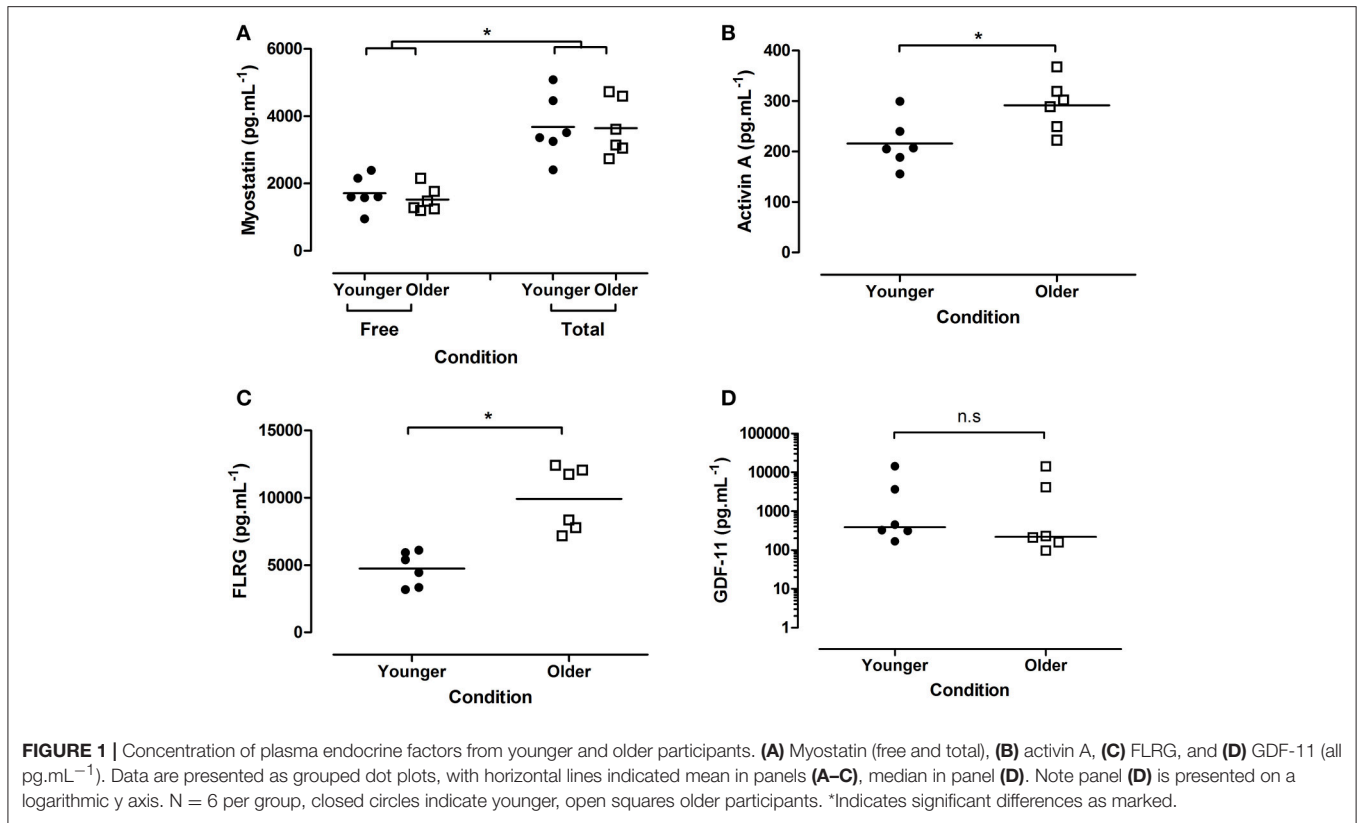 A
*
6000
4000
2000
0
Myostatin (pg.mL⁻¹)
Younger Older
Younger Older
Free
Total
Condition
B
*
400
300
200
100
0
Activin A (pg.mL⁻¹)
Younger
Older
Condition
C
*
15000
10000
5000
0
FLRG (pg.mL⁻¹)
Younger
Older
Condition
D
n.s
100000
10000
1000
100
10
1
GDF-11 (pg.mL⁻¹)
Younger
Older
Condition
FIGURE 1 | Concentration of plasma endocrine factors from younger and older participants. (A) Myostatin (free and total), (B) activin A, (C) FLRG, and (D) GDF-11 (all
pg.mL⁻¹). Data are presented as grouped dot plots, with horizontal lines indicated mean in panels (A–C), median in panel (D). Note panel (D) is presented on a
logarithmic y axis. N = 6 per group, closed circles indicate younger, open squares older participants. *Indicates significant differences as marked.